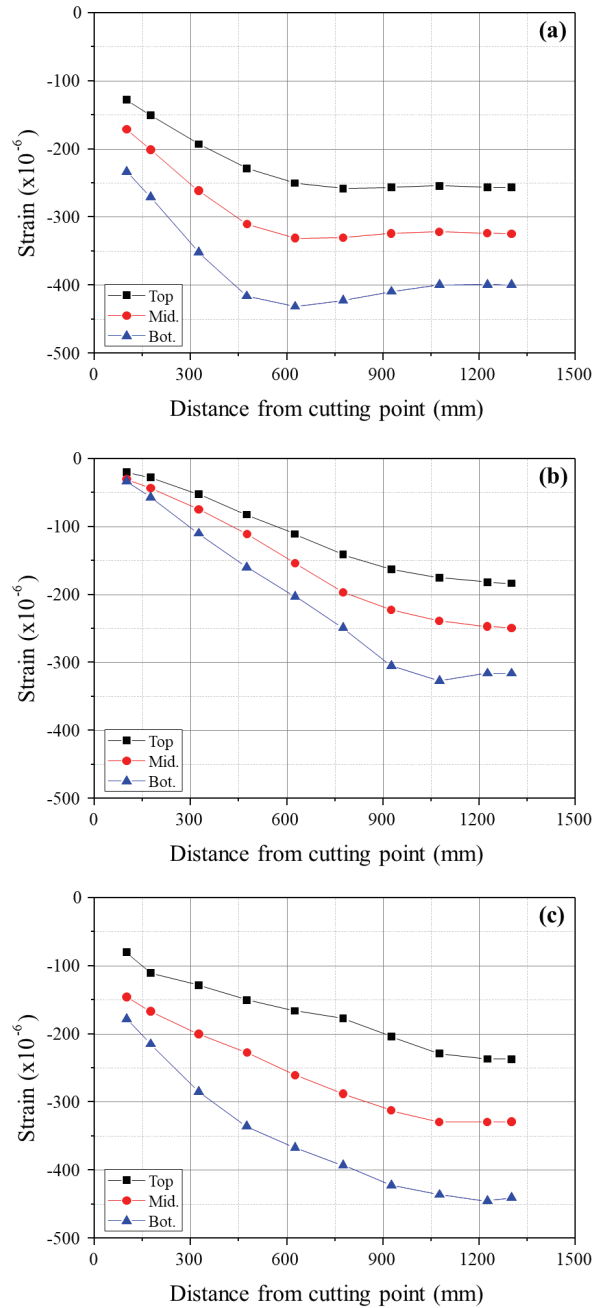 (a)
0
-100
-200
-300
-400
-500
Strain (x10⁻⁶)
Top
Mid.
Bot.
0 300 600 900 1200 1500
Distance from cutting point (mm)
(b)
0
-100
-200
-300
-400
-500
Strain (x10⁻⁶)
Top
Mid.
Bot.
0 300 600 900 1200 1500
Distance from cutting point (mm)
(c)
0
-100
-200
-300
-400
-500
Strain (x10⁻⁶)
Top
Mid.
Bot.
0 300 600 900 1200 1500
Distance from cutting point (mm)